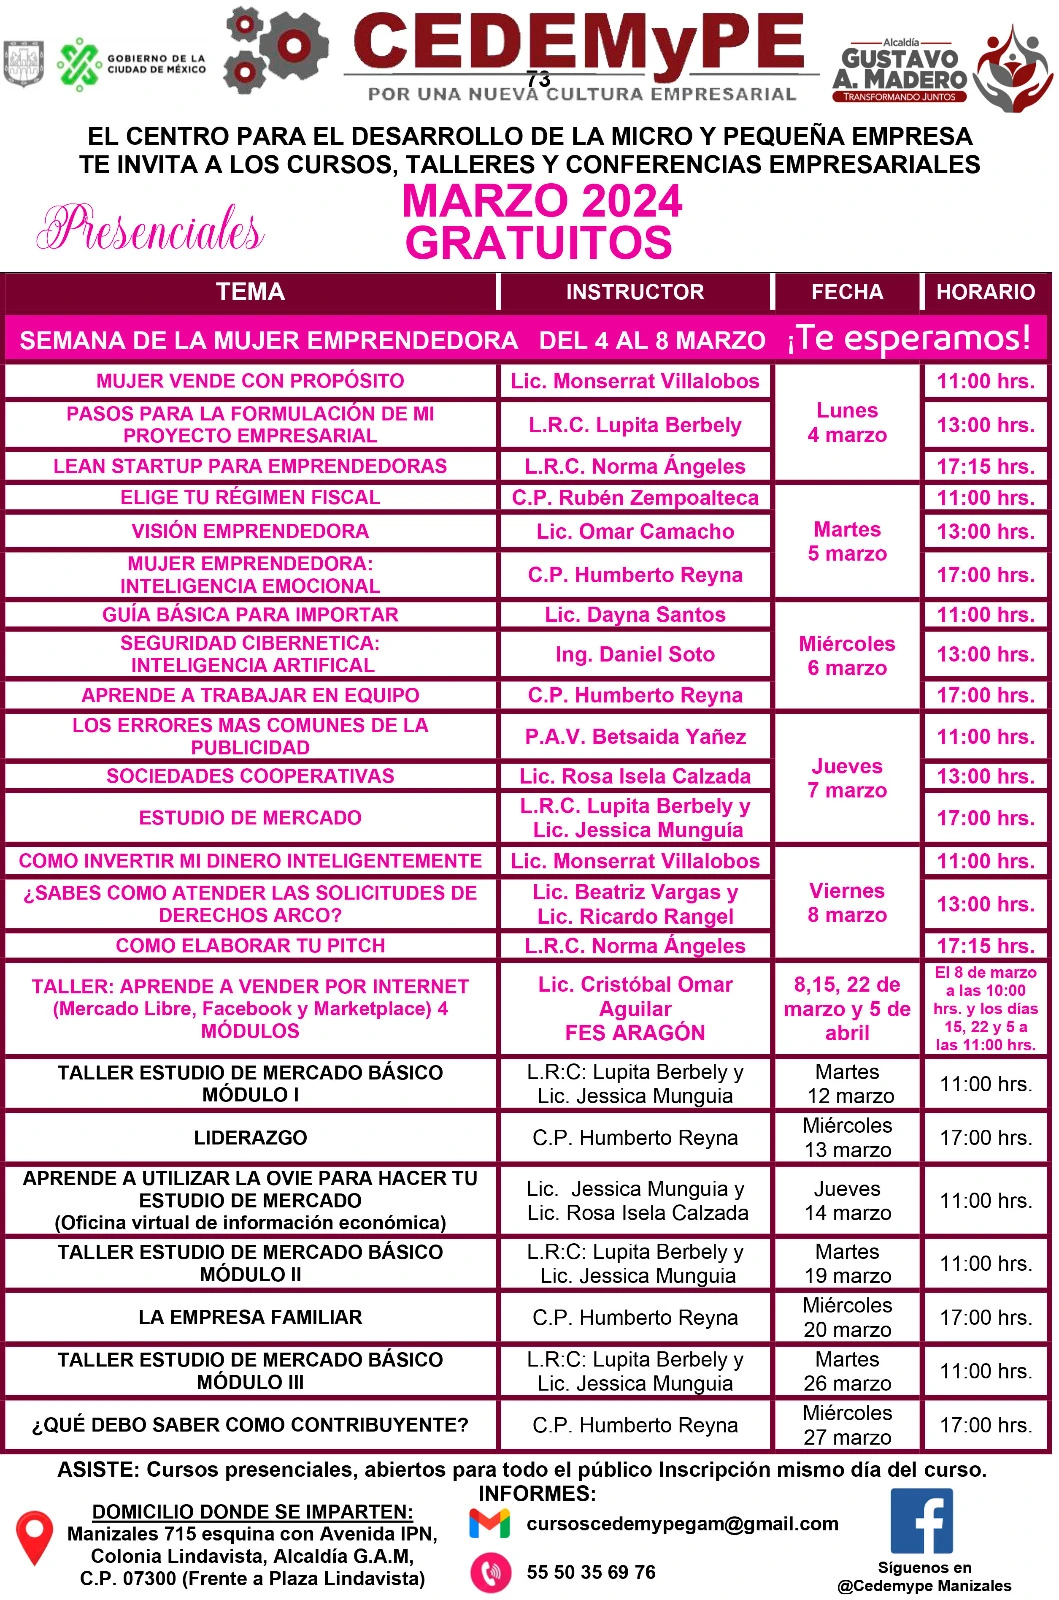 GOBIERNO DE LA
CIUDAD DE MÉXICO
CEDEMyPE
73
POR UNA NUEVA CULTURA EMPRESARIAL
Alcaldía
GUSTAVO
A. MADERO
TRANSFORMANDO JUNTOS
EL CENTRO PARA EL DESARROLLO DE LA MICRO Y PEQUEÑA EMPRESA
TE INVITA A LOS CURSOS, TALLERES Y CONFERENCIAS EMPRESARIALES
Presenciales
MARZO 2024
GRATUITOS
TEMA INSTRUCTOR FECHA HORARIO
SEMANA DE LA MUJER EMPRENDEDORA DEL 4 AL 8 MARZO ¡Te esperamos!
MUJER VENDE CON PROPÓSITO Lic. Monserrat Villalobos 11:00 hrs.
Lunes
4 marzo
PASOS PARA LA FORMULACIÓN DE MI
PROYECTO EMPRESARIAL
L.R.C. Lupita Berbely 13:00 hrs.
LEAN STARTUP PARA EMPRENDEDORAS L.R.C. Norma Ángeles 17:15 hrs.
ELIGE TU RÉGIMEN FISCAL C.P. Rubén Zempoalteca 11:00 hrs.
Martes
5 marzo
VISIÓN EMPRENDEDORA Lic. Omar Camacho 13:00 hrs.
MUJER EMPRENDEDORA:
INTELIGENCIA EMOCIONAL
C.P. Humberto Reyna 17:00 hrs.
GUÍA BÁSICA PARA IMPORTAR Lic. Dayna Santos 11:00 hrs.
Miércoles
6 marzo
SEGURIDAD CIBERNETICA:
INTELIGENCIA ARTIFICAL
Ing. Daniel Soto 13:00 hrs.
APRENDE A TRABAJAR EN EQUIPO C.P. Humberto Reyna 17:00 hrs.
LOS ERRORES MAS COMUNES DE LA
PUBLICIDAD
P.A.V. Betsaida Yañez 11:00 hrs.
Jueves
7 marzo
SOCIEDADES COOPERATIVAS Lic. Rosa Isela Calzada 13:00 hrs.
ESTUDIO DE MERCADO
L.R.C. Lupita Berbely y
Lic. Jessica Munguía
17:00 hrs.
COMO INVERTIR MI DINERO INTELIGENTEMENTE Lic. Monserrat Villalobos 11:00 hrs.
Viernes
8 marzo
¿SABES COMO ATENDER LAS SOLICITUDES DE
DERECHOS ARCO?
Lic. Beatriz Vargas y
Lic. Ricardo Rangel
13:00 hrs.
COMO ELABORAR TU PITCH L.R.C. Norma Ángeles 17:15 hrs.
TALLER: APRENDE A VENDER POR INTERNET
(Mercado Libre, Facebook y Marketplace) 4
MÓDULOS
Lic. Cristóbal Omar
Aguilar
FES ARAGÓN
8,15, 22 de
marzo y 5 de
abril
El 8 de marzo
a las 10:00
hrs. y los días
15, 22 y 5 a
las 11:00 hrs.
TALLER ESTUDIO DE MERCADO BÁSICO
MÓDULO I
L.R:C: Lupita Berbely y
Lic. Jessica Munguia
Martes
12 marzo
11:00 hrs.
LIDERAZGO
C.P. Humberto Reyna
Miércoles
13 marzo
17:00 hrs.
APRENDE A UTILIZAR LA OVIE PARA HACER TU
ESTUDIO DE MERCADO
(Oficina virtual de información económica)
Lic. Jessica Munguia y
Lic. Rosa Isela Calzada
Jueves
14 marzo
11:00 hrs.
TALLER ESTUDIO DE MERCADO BÁSICO
MÓDULO II
L.R:C: Lupita Berbely y
Lic. Jessica Munguia
Martes
19 marzo
11:00 hrs.
LA EMPRESA FAMILIAR
C.P. Humberto Reyna
Miércoles
20 marzo
17:00 hrs.
TALLER ESTUDIO DE MERCADO BÁSICO
MÓDULO III
L.R:C: Lupita Berbely y
Lic. Jessica Munguia
Martes
26 marzo
11:00 hrs.
¿QUÉ DEBO SABER COMO CONTRIBUYENTE?
C.P. Humberto Reyna
Miércoles
27 marzo
17:00 hrs.
ASISTE: Cursos presenciales, abiertos para todo el público Inscripción mismo día del curso.
INFORMES:
DOMICILIO DONDE SE IMPARTEN:
Manizales 715 esquina con Avenida IPN,
Colonia Lindavista, Alcaldía G.A.M,
C.P. 07300 (Frente a Plaza Lindavista)
cursoscedemypegam@gmail.com
55 50 35 69 76
Síguenos en
@Cedemype Manizales